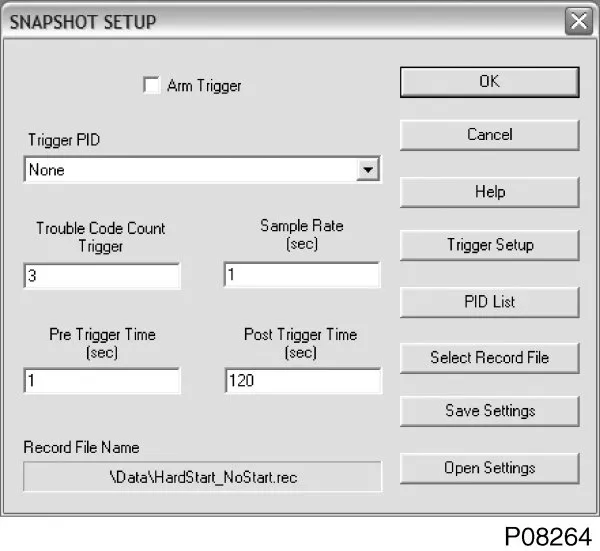 SNAPSHOT SETUP
Arm Trigger
OK
Trigger PID
Cancel
None
Help
Trouble Code Count
Trigger
Sample Rate
(sec)
Trigger Setup
3
1
PID List
Pre Trigger Time
(sec)
Post Trigger Time
(sec)
Select Record File
1
120
Save Settings
Record File Name
\Data\HardStart_NoStart.rec
Open Settings
P08264